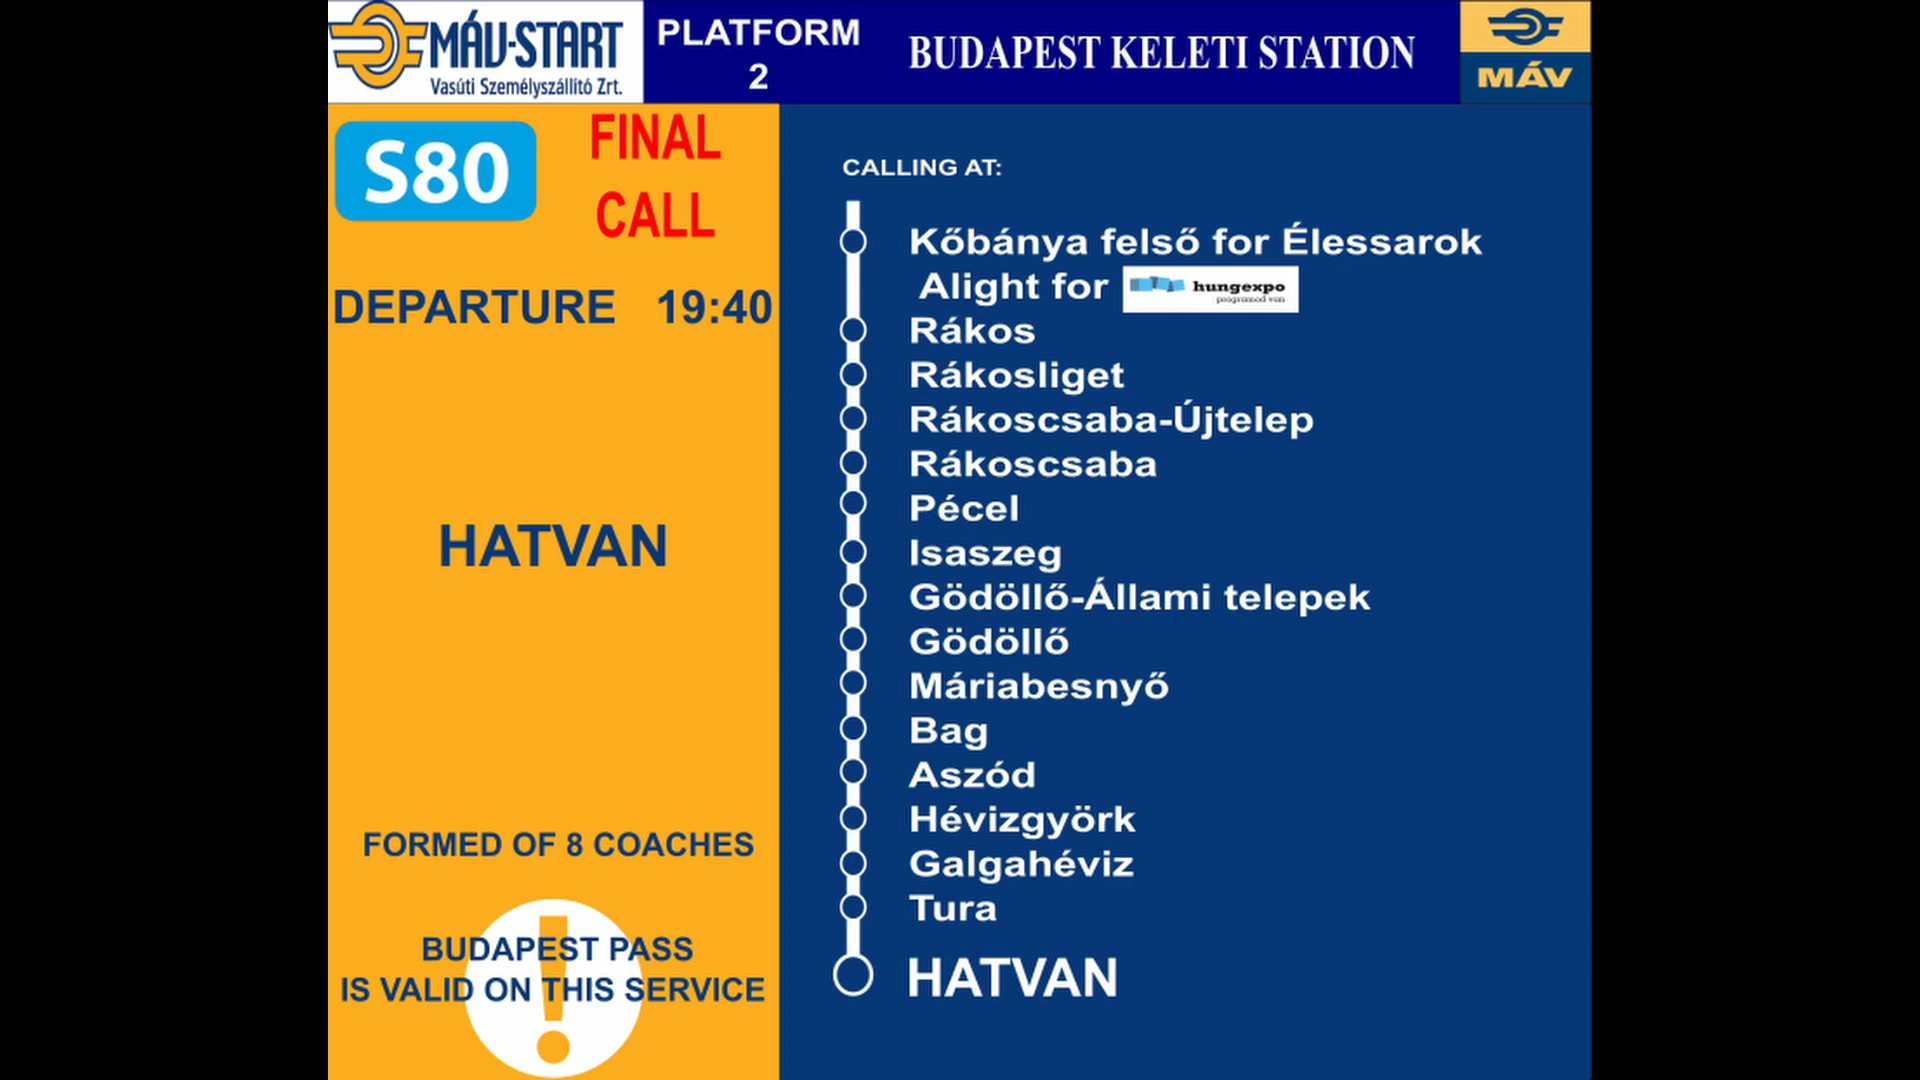 MÁV-START
Vasúti Személyszállító Zrt.
PLATFORM
2
BUDAPEST KELETI STATION
MÁV
S80
FINAL
CALL
DEPARTURE 19:40
HATVAN
FORMED OF 8 COACHES
BUDAPEST PASS
IS VALID ON THIS SERVICE
CALLING AT:
Kőbánya felső for Élessarok
Alight for hungexpo
programod van
Rákos
Rákosliget
Rákoscsaba-Újtelep
Rákoscsaba
Pécel
Isaszeg
Gödöllő-Állami telepek
Gödöllő
Máriabesnyő
Bag
Aszód
Hévizgyörk
Galgahéviz
Tura
HATVAN